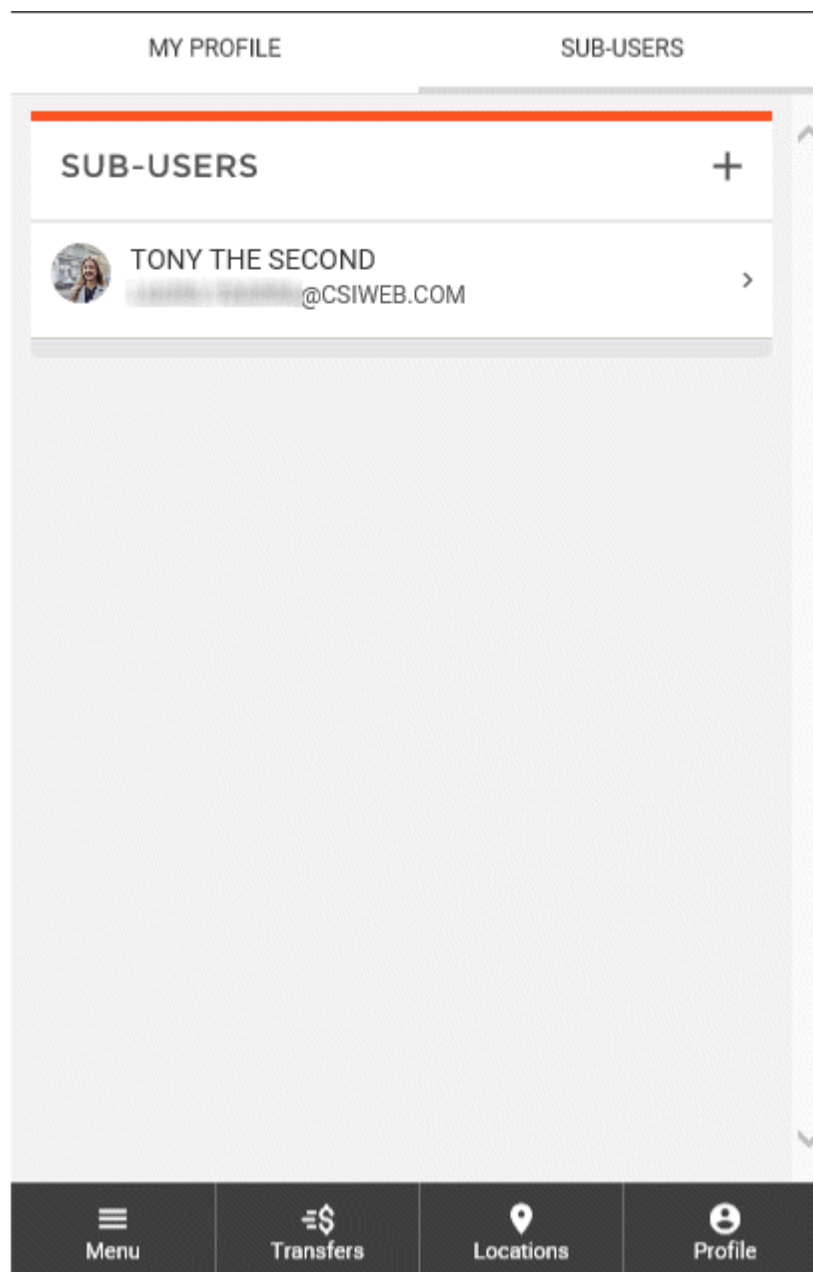 MY PROFILE
SUB-USERS
SUB-USERS
TONY THE SECOND
@CSIWEB.COM
Menu
Transfers
Locations
Profile